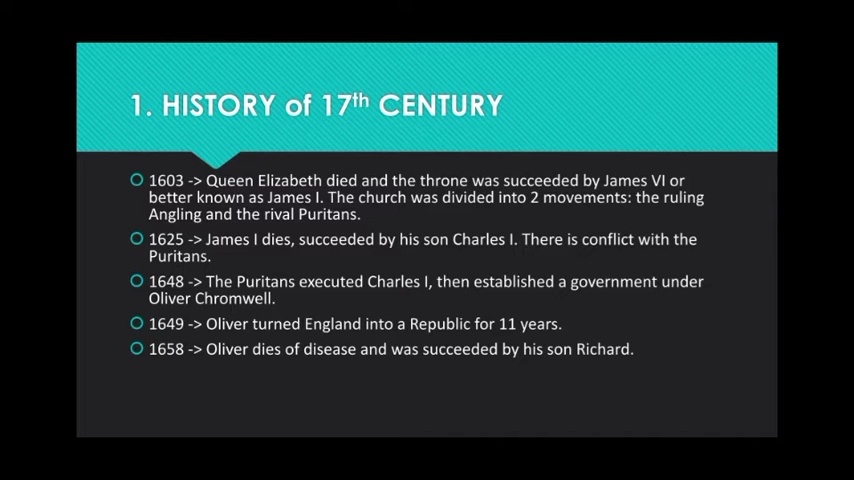 1. HISTORY of 17th CENTURY
1603 -> Queen Elizabeth died and the throne was succeeded by James VI or
better known as James I. The church was divided into 2 movements: the ruling
Angling and the rival Puritans.
1625 -> James I dies, succeeded by his son Charles I. There is conflict with the
Puritans.
1648 -> The Puritans executed Charles I, then established a government under
Oliver Chromwell.
1649 -> Oliver turned England into a Republic for 11 years.
1658 -> Oliver dies of disease and was succeeded by his son Richard.